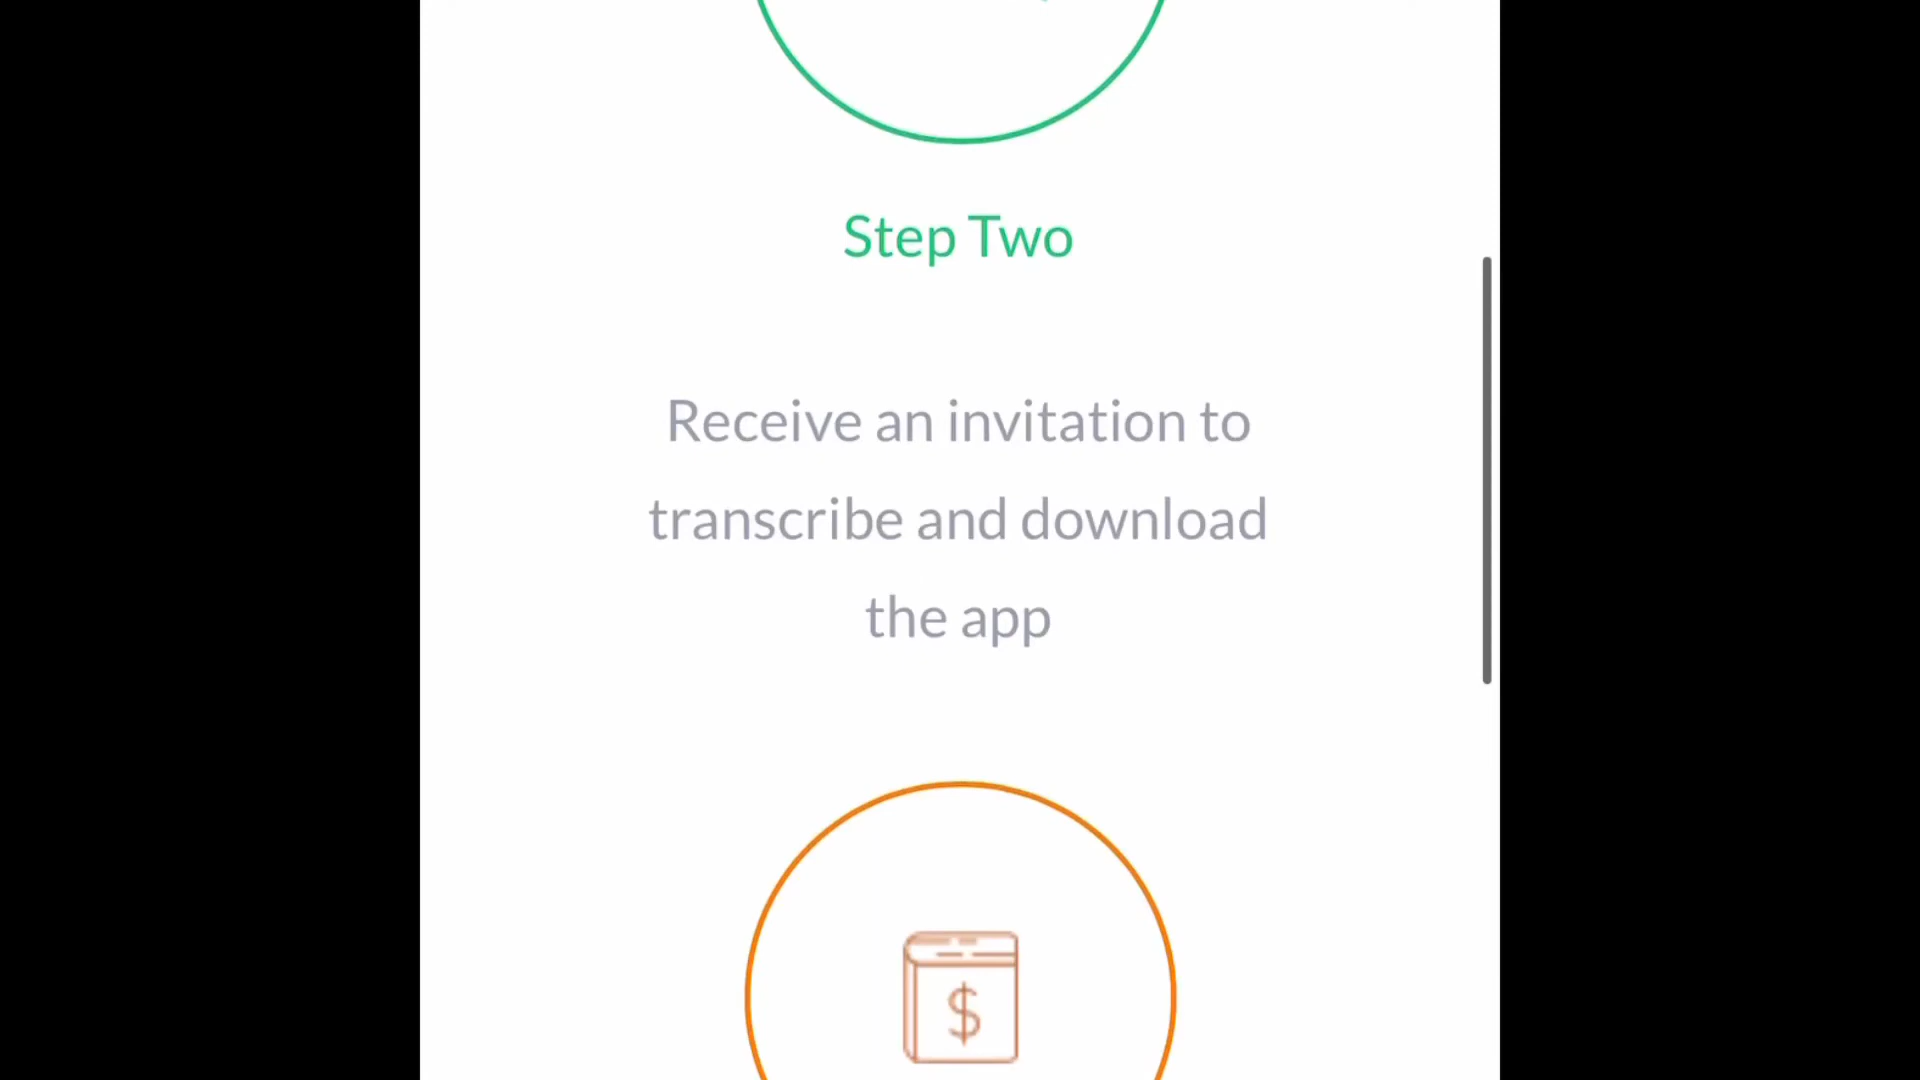 Step Two
Receive an invitation to
transcribe and download
the app
$